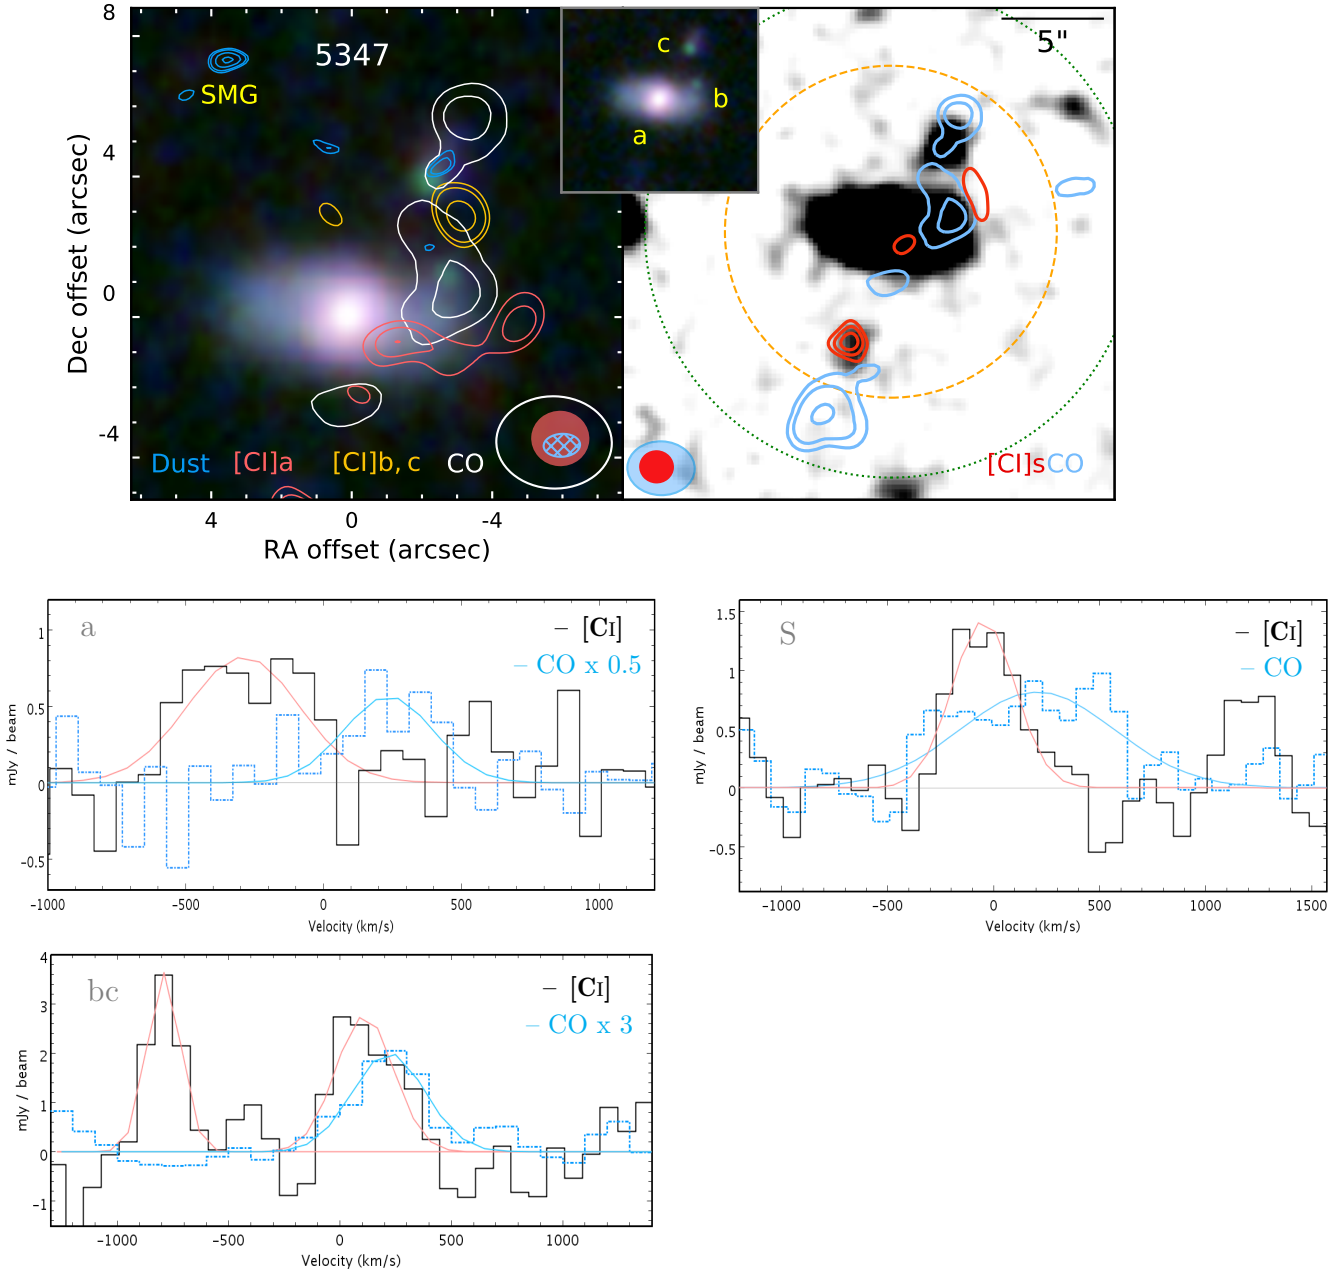 8
4
0
-4
Dec offset (arcsec)
5347
SMG
Dust [CI]a [CI]b, c CO
4 0 -4
RA offset (arcsec)
c
b
a
5"
[CI]sCO
a
– [CI]
– CO x 0.5
1
0.5
0
−0.5
mJy / beam
−1000 −500 0 500 1000
Velocity (km/s)
S
– [CI]
– CO
1.5
1
0.5
0
−0.5
mJy / beam
−1000 −500 0 500 1000 1500
Velocity (km/s)
bc
– [CI]
– CO x 3
4
3
2
1
0
−1
mJy / beam
−1000 −500 0 500 1000
Velocity (km/s)